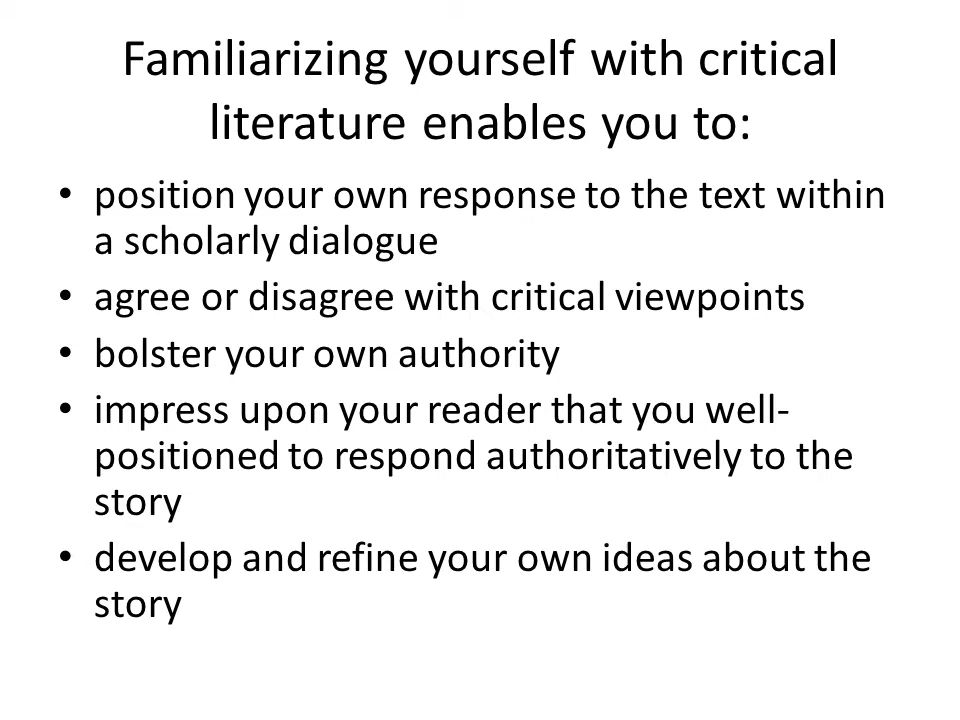 Familiarizing yourself with critical
literature enables you to:
• position your own response to the text within
a scholarly dialogue
• agree or disagree with critical viewpoints
• bolster your own authority
• impress upon your reader that you well-
positioned to respond authoritatively to the
story
• develop and refine your own ideas about the
story